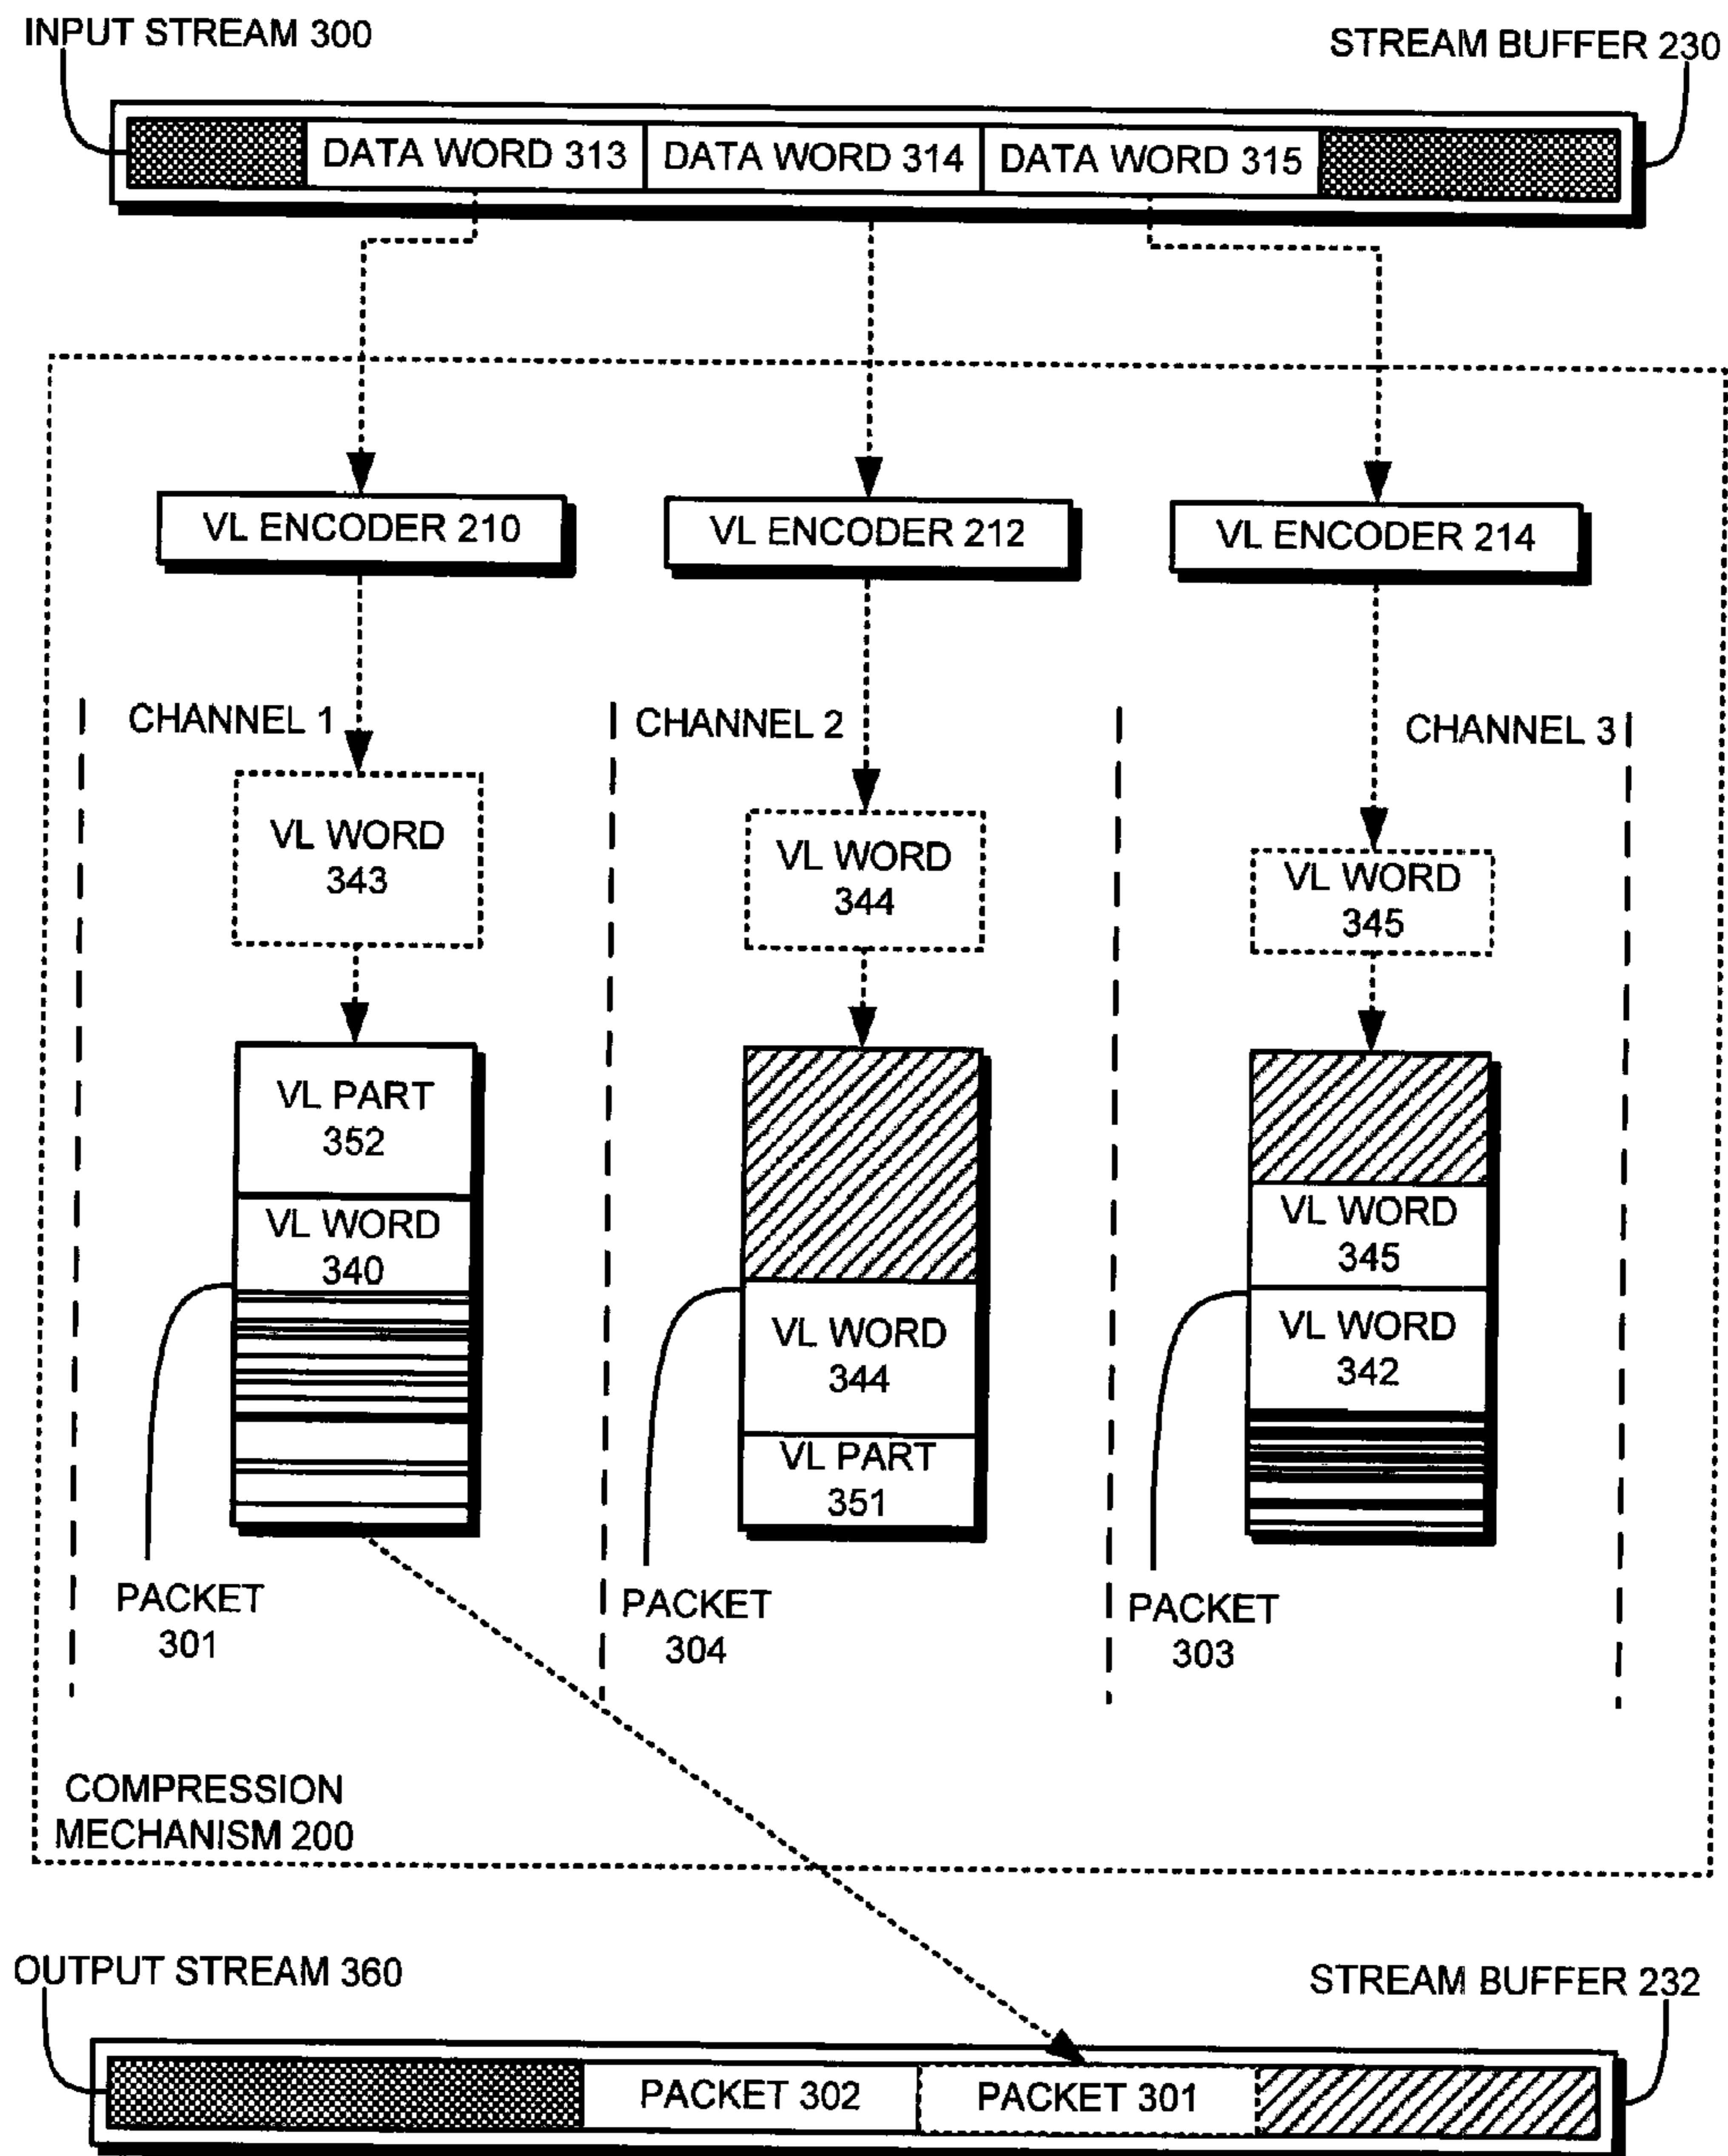 INPUT STREAM 300
STREAM BUFFER 230
DATA WORD 313
DATA WORD 314
DATA WORD 315
VL ENCODER 210
VL ENCODER 212
VL ENCODER 214
CHANNEL 1
CHANNEL 2
CHANNEL 3
VL WORD
343
VL WORD
344
VL WORD
345
VL PART
352
VL WORD
340
VL WORD
344
VL PART
351
VL WORD
345
VL WORD
342
PACKET
301
PACKET
304
PACKET
303
COMPRESSION
MECHANISM 200
OUTPUT STREAM 360
STREAM BUFFER 232
PACKET 302
PACKET 301